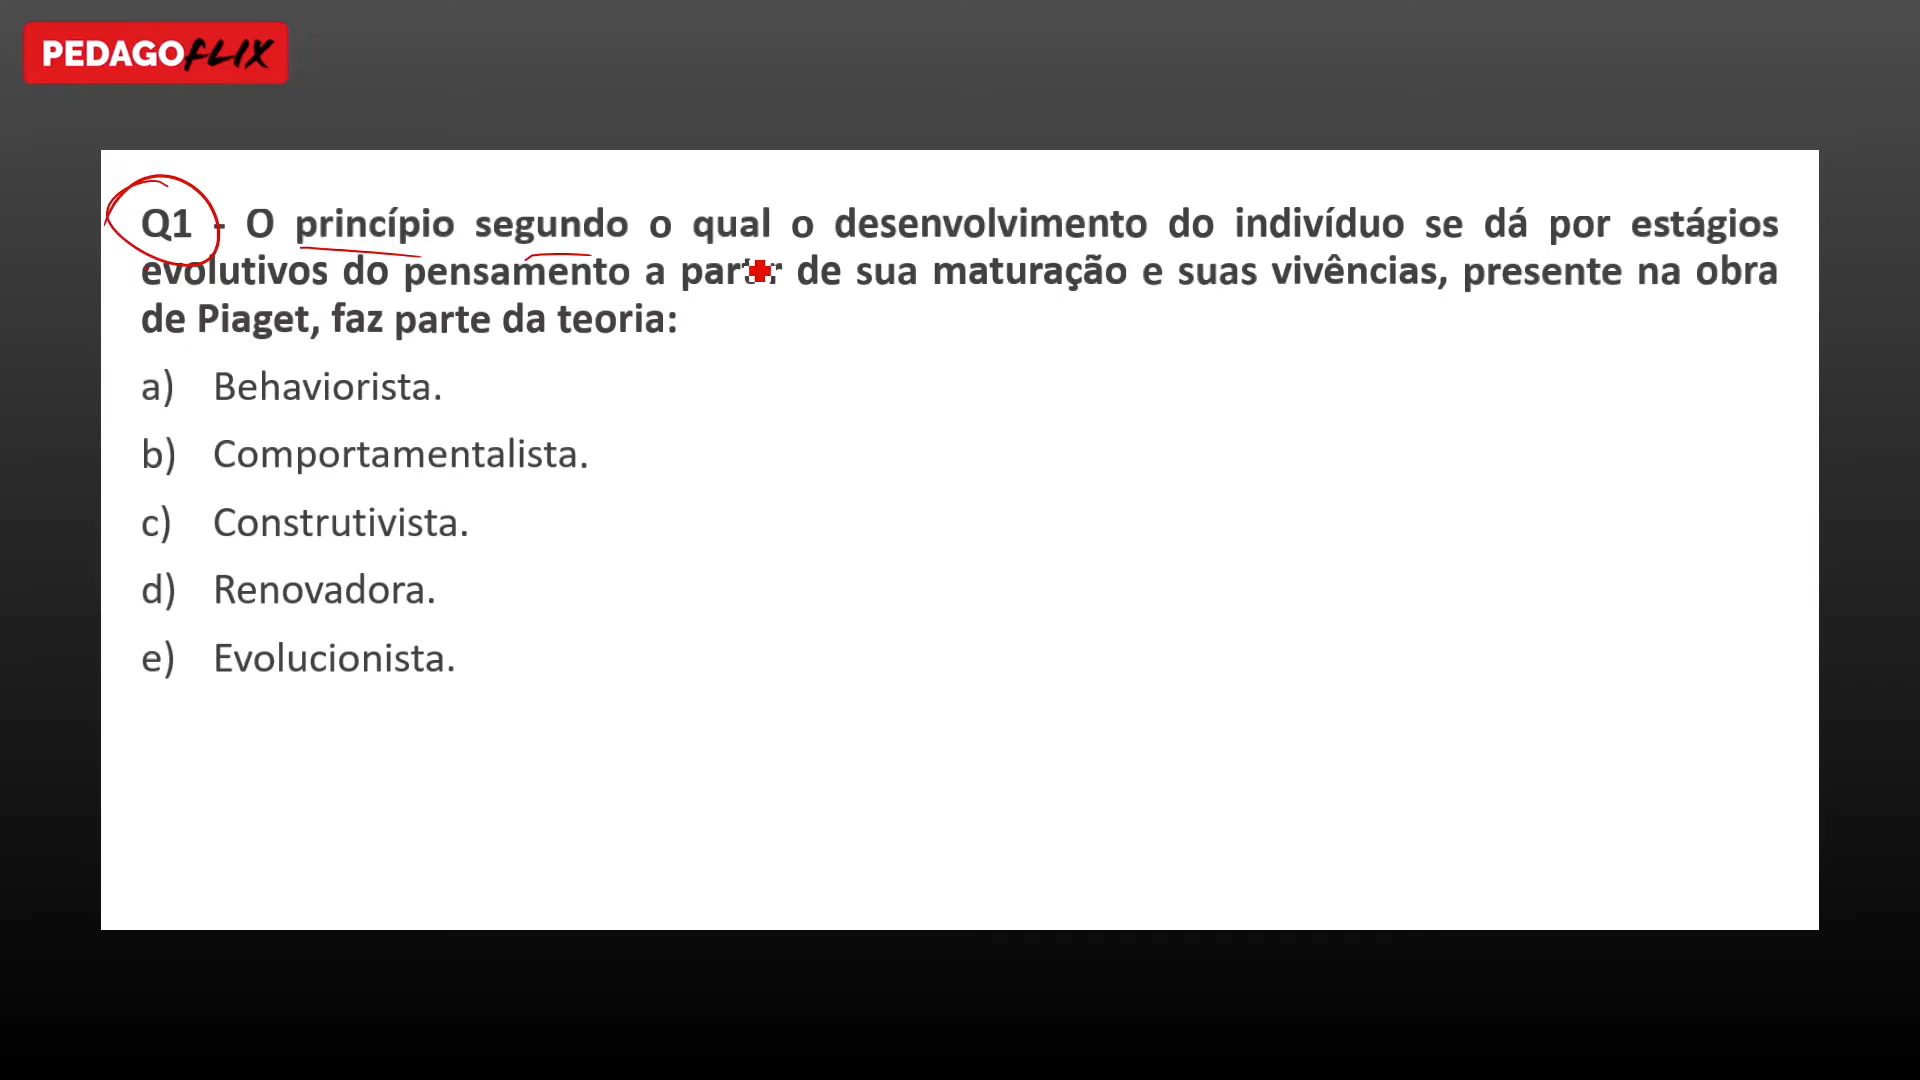 PEDAGOFLIX
Q1 - O princípio segundo o qual o desenvolvimento do indivíduo se dá por estágios
evolutivos do pensamento a partir de sua maturação e suas vivências, presente na obra
de Piaget, faz parte da teoria:
a) Behaviorista.
b) Comportamentalista.
c) Construtivista.
d) Renovadora.
e) Evolucionista.